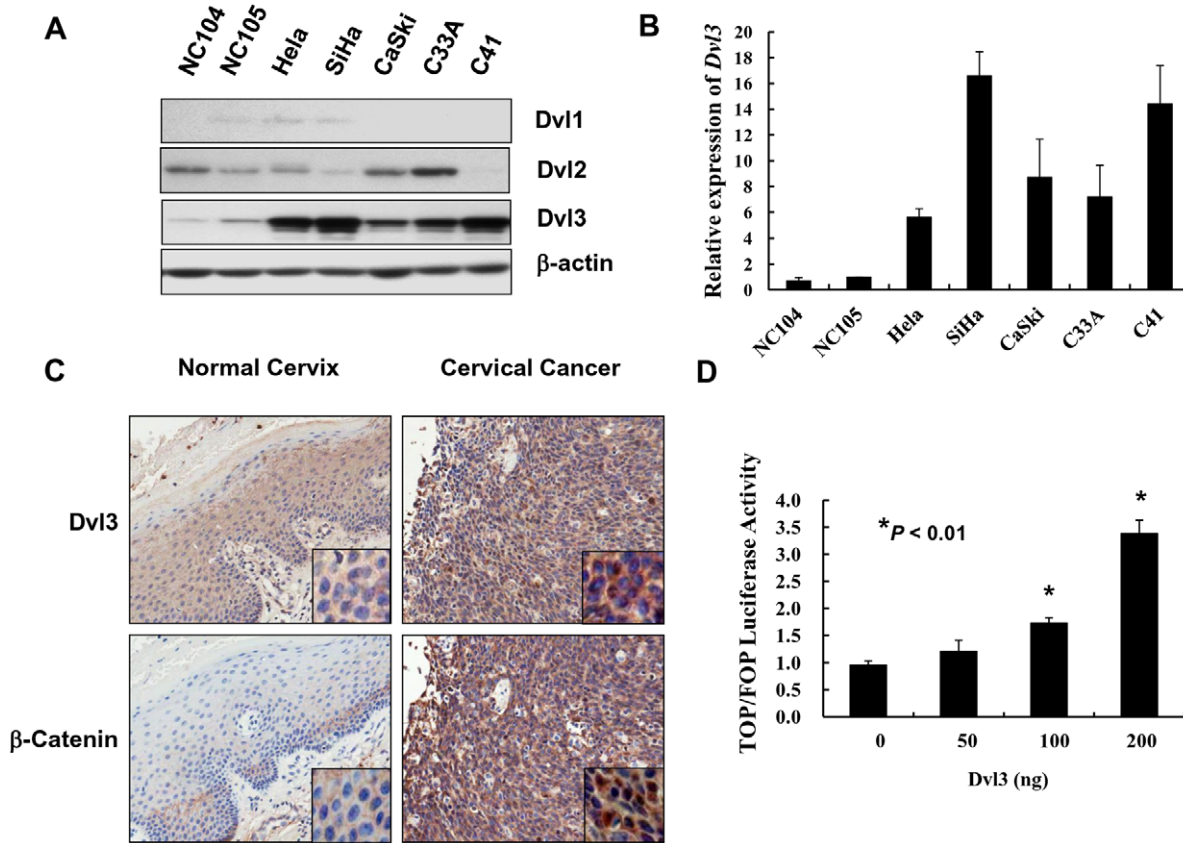 A
NC104 NC105 Hela SiHa CaSki C33A C41
Dvl1
Dvl2
Dvl3
β-actin
B
Relative expression of Dvl3
20
18
16
14
12
10
8
6
4
2
0
NC104 NC105 Hela SiHa CaSki C33A C41
C
Normal Cervix Cervical Cancer
Dvl3
β-Catenin
D
TOP/FOP Luciferase Activity
4.0
3.5
3.0
2.5
2.0
1.5
1.0
0.5
0.0
*P < 0.01
*
*
0 50 100 200
Dvl3 (ng)